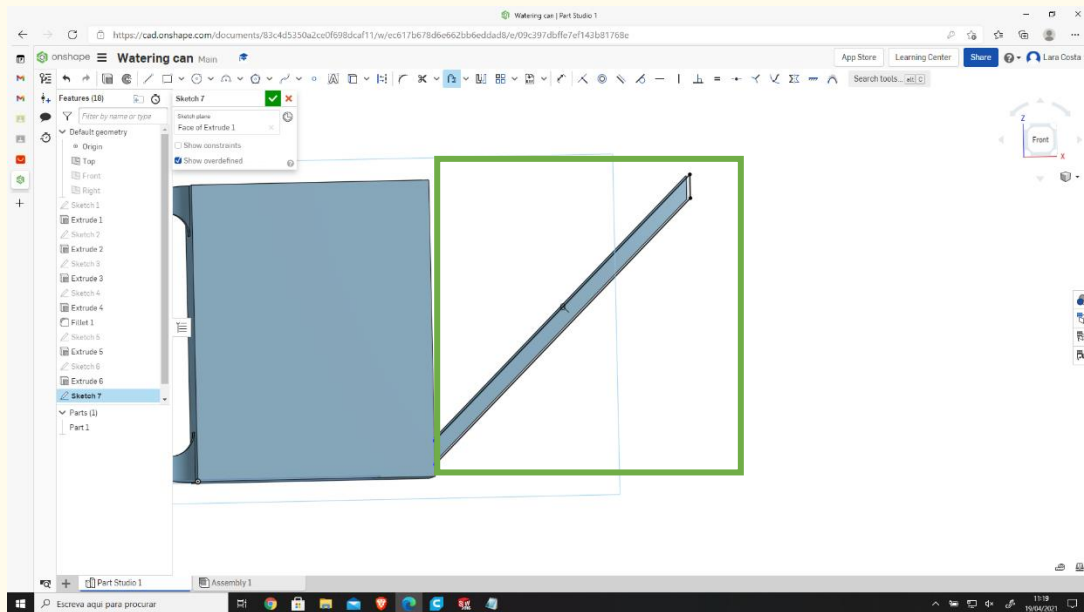 Watering can | Part Studio 1
https://cad.onshape.com/documents/83c4d5350a2ce0f698dcaf11/w/ec617b678d6e662bb6eddad8/e/09c397dbffe7ef143b81768e
onshape
Watering can Main
App Store
Learning Center
Share
Lara Costa
Search tools... alt C
Features (18)
Filter by name or type
Default geometry
Origin
Top
Front
Right
Sketch 1
Extrude 1
Sketch 2
Extrude 2
Sketch 3
Extrude 3
Sketch 4
Extrude 4
Fillet 1
Sketch 5
Extrude 5
Sketch 6
Extrude 6
Sketch 7
Parts (1)
Part 1
Sketch 7
Sketch plane
Face of Extrude 1
Show constraints
Show overdefined
Z
Front
X
Part Studio 1
Assembly 1
Escreva aqui para procurar
11:19
19/04/2021